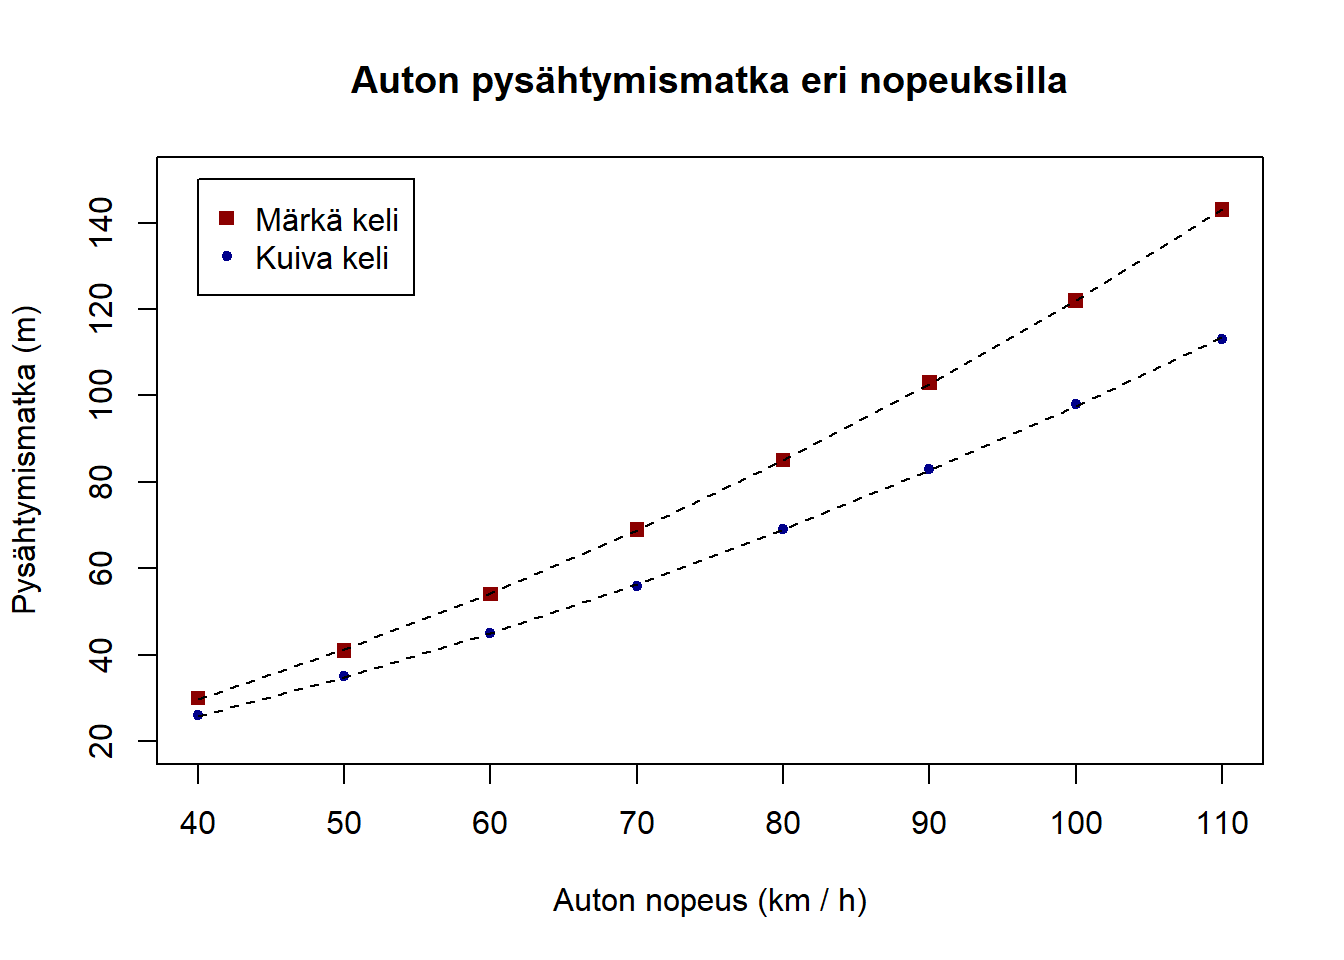 Auton pysähtymismatka eri nopeuksilla
Märkä keli
Kuiva keli
Pysähtymismatka (m)
140
120
100
80
60
40
20
40 50 60 70 80 90 100 110
Auton nopeus (km / h)